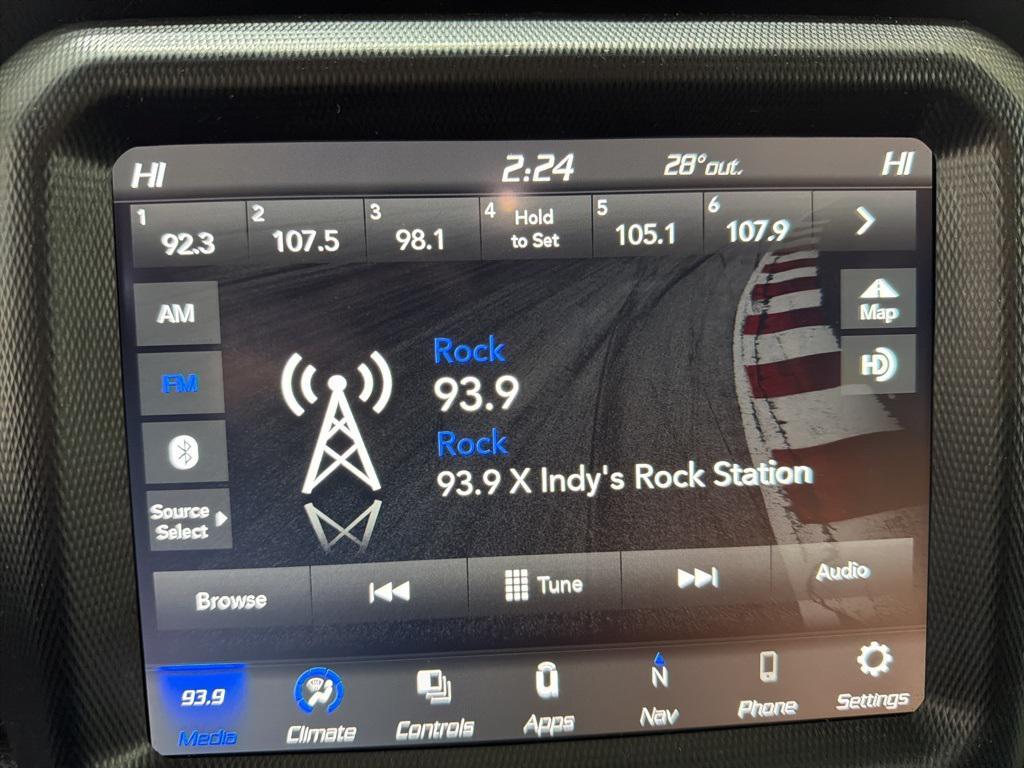 HI 2:24 28° out. HI
1 92.3 2 107.5 3 98.1 4 Hold to Set 5 105.1 6 107.9
AM
Map
Rock
FM
93.9
HD
Rock
93.9 X Indy's Rock Station
Source
Select
Browse Tune Audio
93.9 N
Media Climate Controls Apps Nav Phone Settings